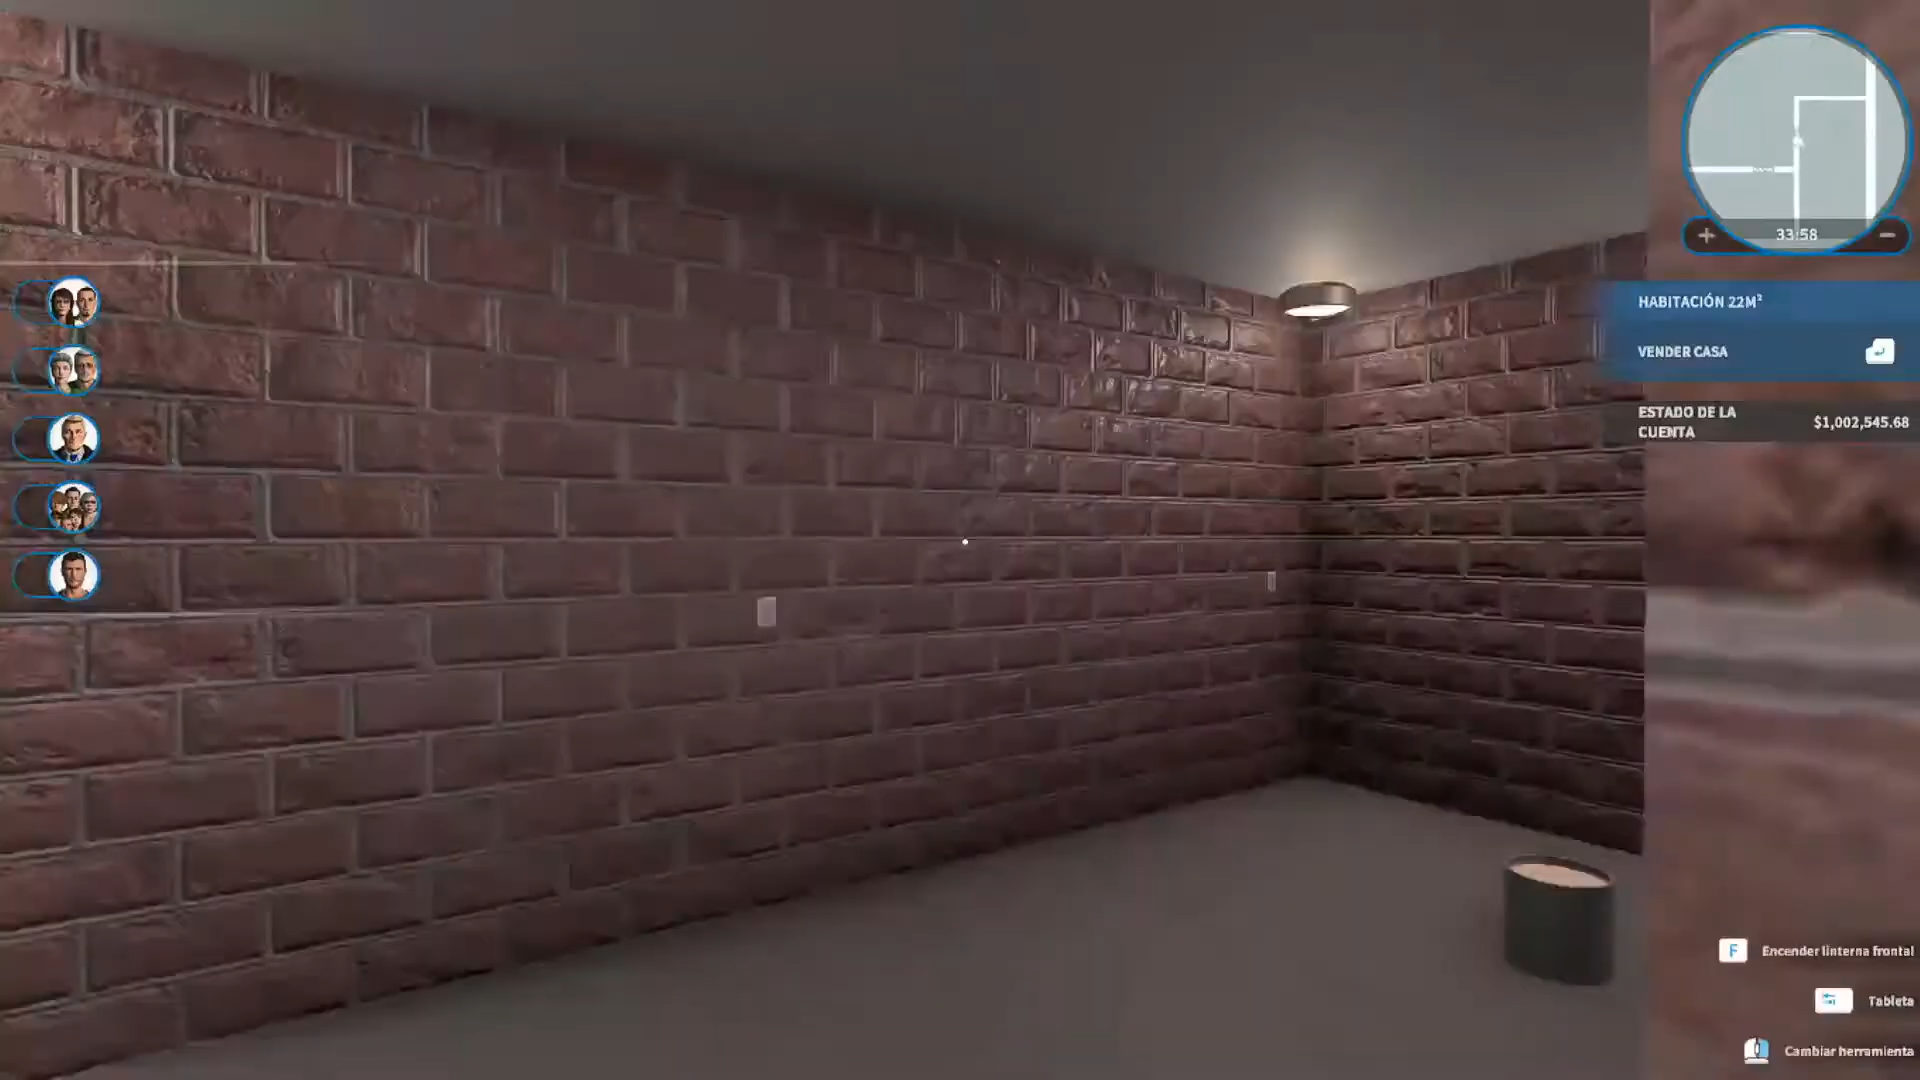 33:58
HABITACIÓN 22M²
VENDER CASA
ESTADO DE LA
CUENTA
$1,002,545.68
F
Encender linterna frontal
Tableta
Cambiar herramienta